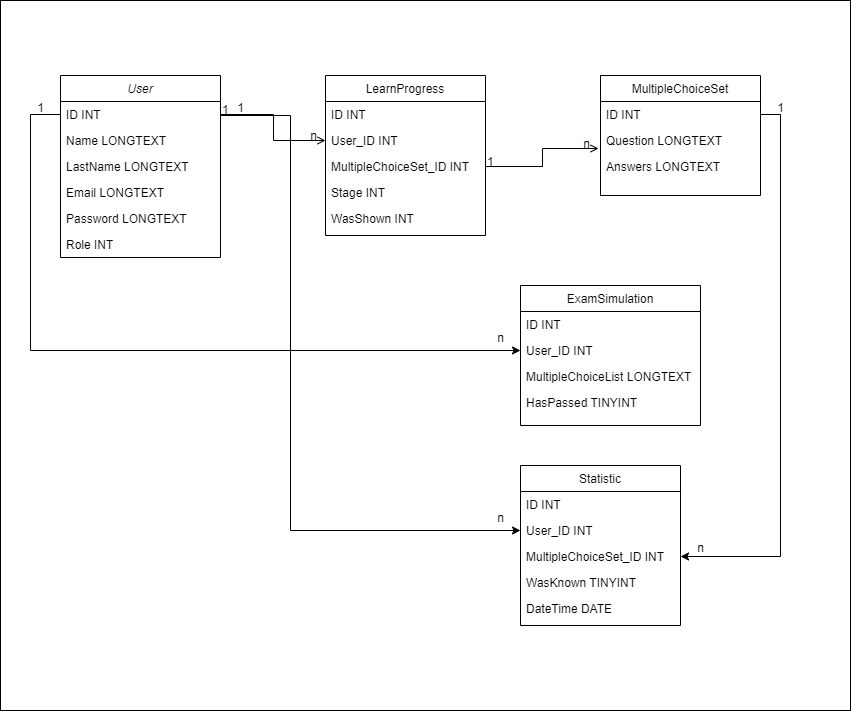 User
ID INT
Name LONGTEXT
LastName LONGTEXT
Email LONGTEXT
Password LONGTEXT
Role INT
1
1
1
LearnProgress
ID INT
User_ID INT
MultipleChoiceSet_ID INT
Stage INT
WasShown INT
n
1
MultipleChoiceSet
ID INT
Question LONGTEXT
Answers LONGTEXT
n
1
ExamSimulation
ID INT
User_ID INT
MultipleChoiceList LONGTEXT
HasPassed TINYINT
n
Statistic
ID INT
User_ID INT
MultipleChoiceSet_ID INT
WasKnown TINYINT
DateTime DATE
n
n